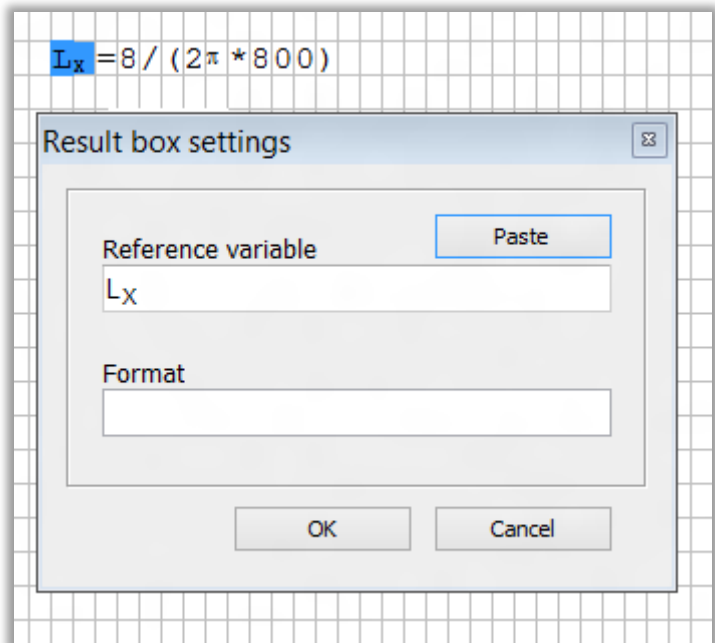 Lₓ=8/(2π*800)
Result box settings
Paste
Reference variable
Lₓ
Format
OK
Cancel